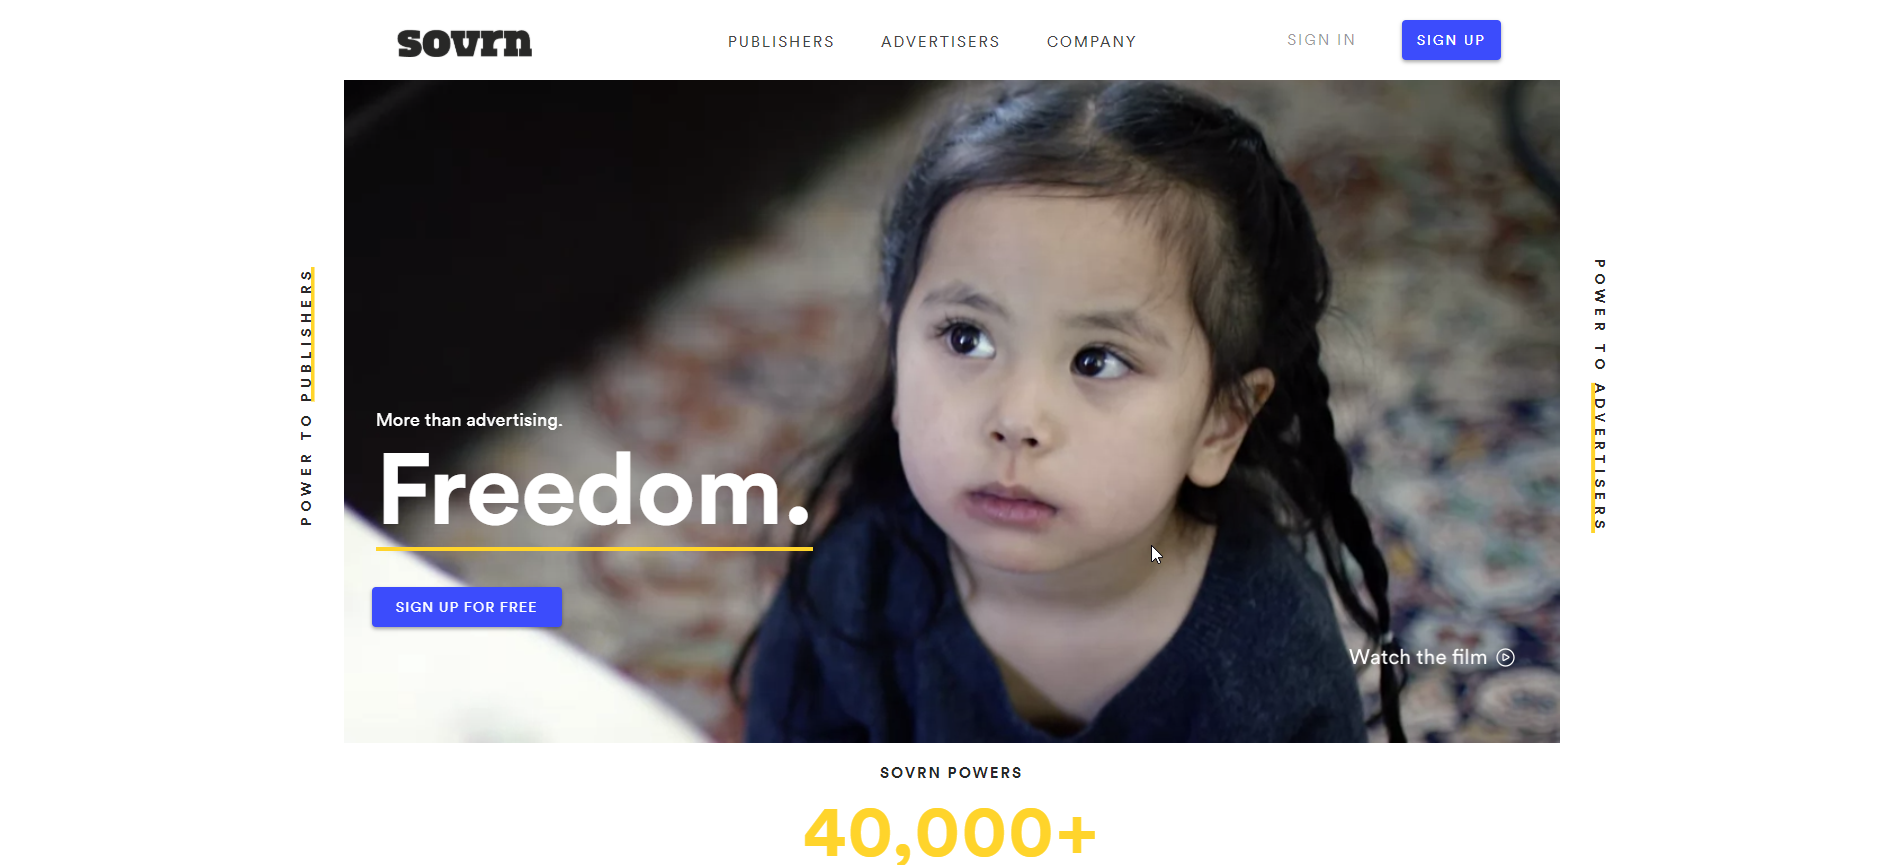 sovrn
PUBLISHERS
ADVERTISERS
COMPANY
SIGN IN
SIGN UP
POWER TO PUBLISHERS
More than advertising.
Freedom.
SIGN UP FOR FREE
Watch the film
POWER TO ADVERTISERS
SOVRN POWERS
40,000+